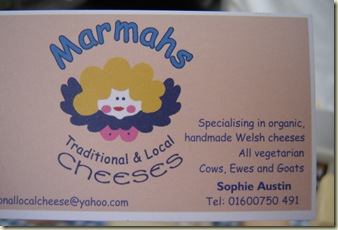 Marmahs
Traditional & Local
CHEESES
Specialising in organic,
handmade Welsh cheeses
All vegetarian
Cows, Ewes and Goats
Sophie Austin
onallocalcheese@yahoo.com
Tel: 01600750 491